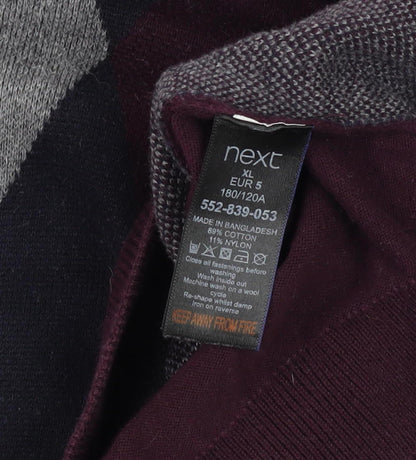 next
XL
EUR 5
180/120A
552-839-053
MADE IN BANGLADESH
89% COTTON
11% NYLON
Close all fastenings before
washing
Wash inside out
Machine wash on a wool
cycle
Re-shape whilst damp
Iron on reverse
KEEP AWAY FROM FIRE